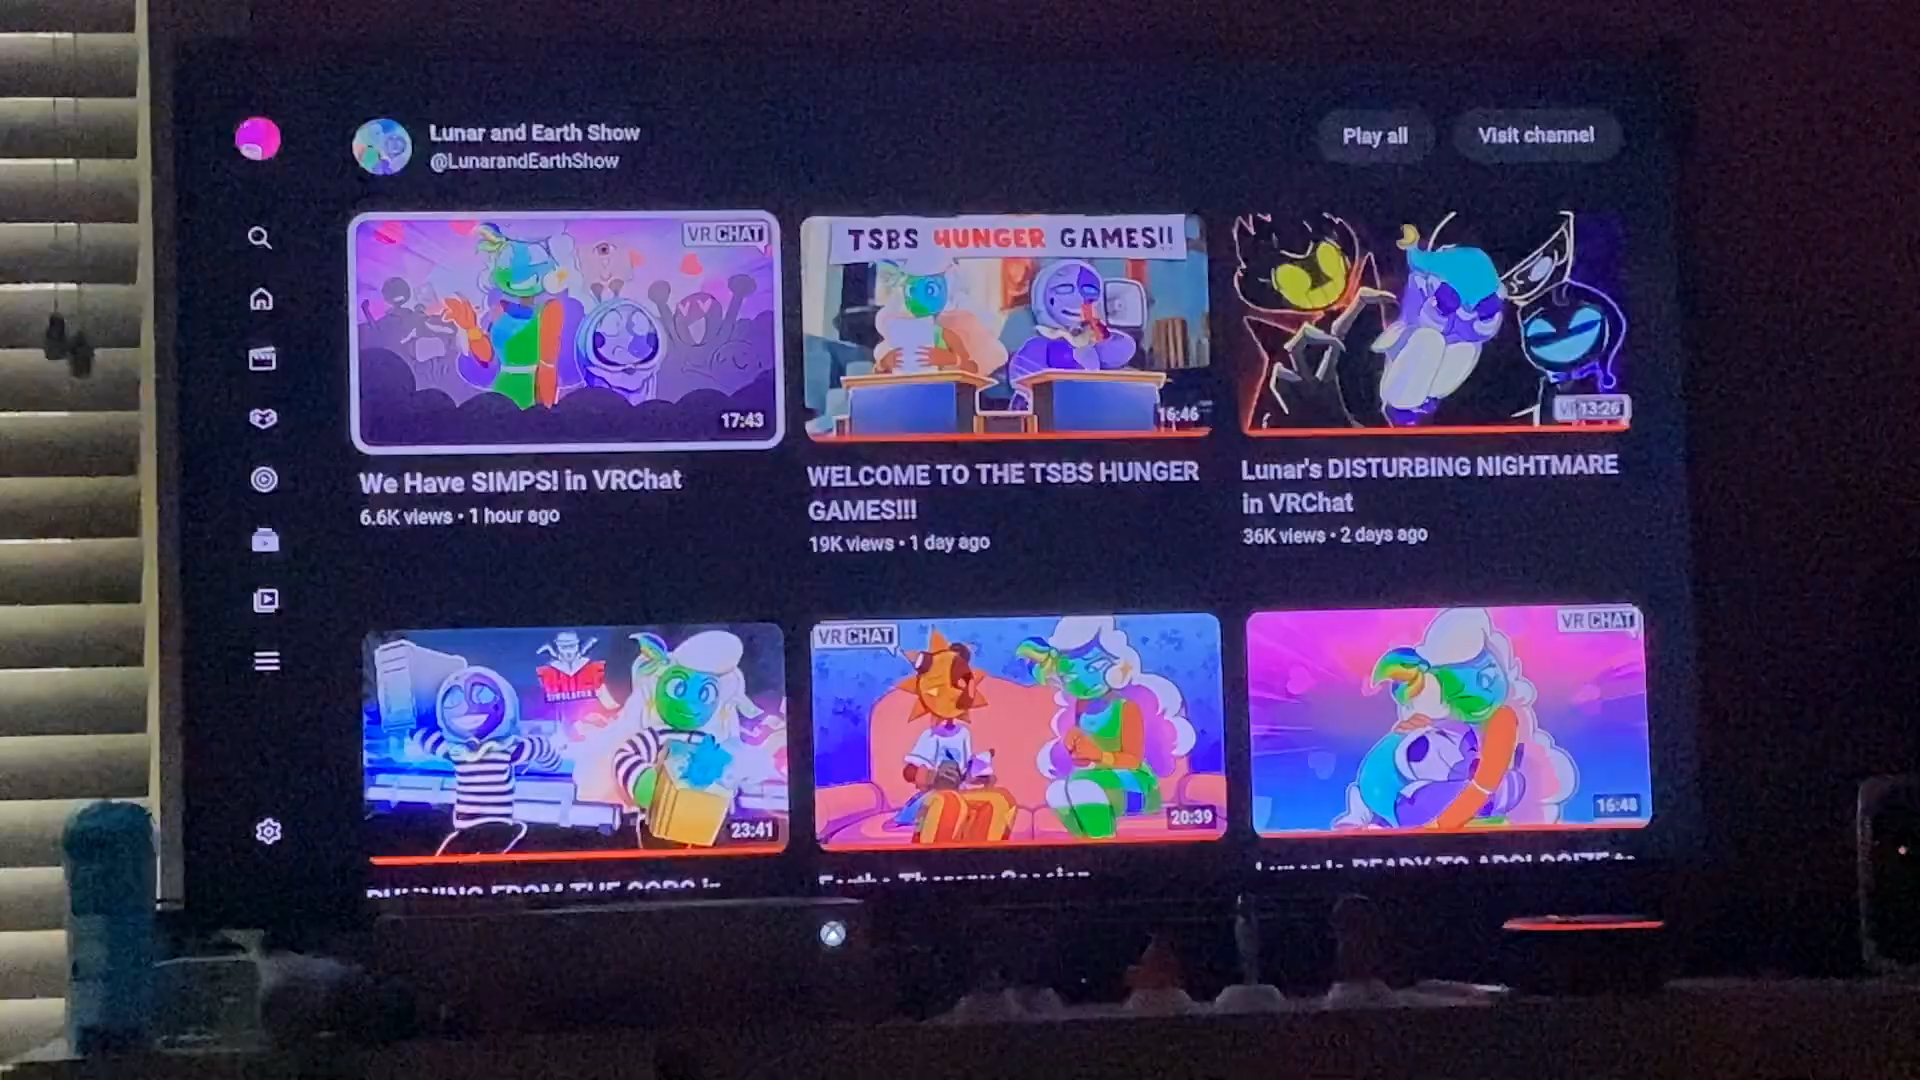 Lunar and Earth Show
@LunarandEarthShow
Play all
Visit channel
VR CHAT
17:43
We Have SIMPS! in VRChat
6.6K views • 1 hour ago
TSBS HUNGER GAMES!!
16:46
WELCOME TO THE TSBS HUNGER
GAMES!!!
19K views • 1 day ago
13:26
Lunar's DISTURBING NIGHTMARE
in VRChat
36K views • 2 days ago
THIEF
SIMULATOR
23:41
VR CHAT
20:39
VR CHAT
16:48